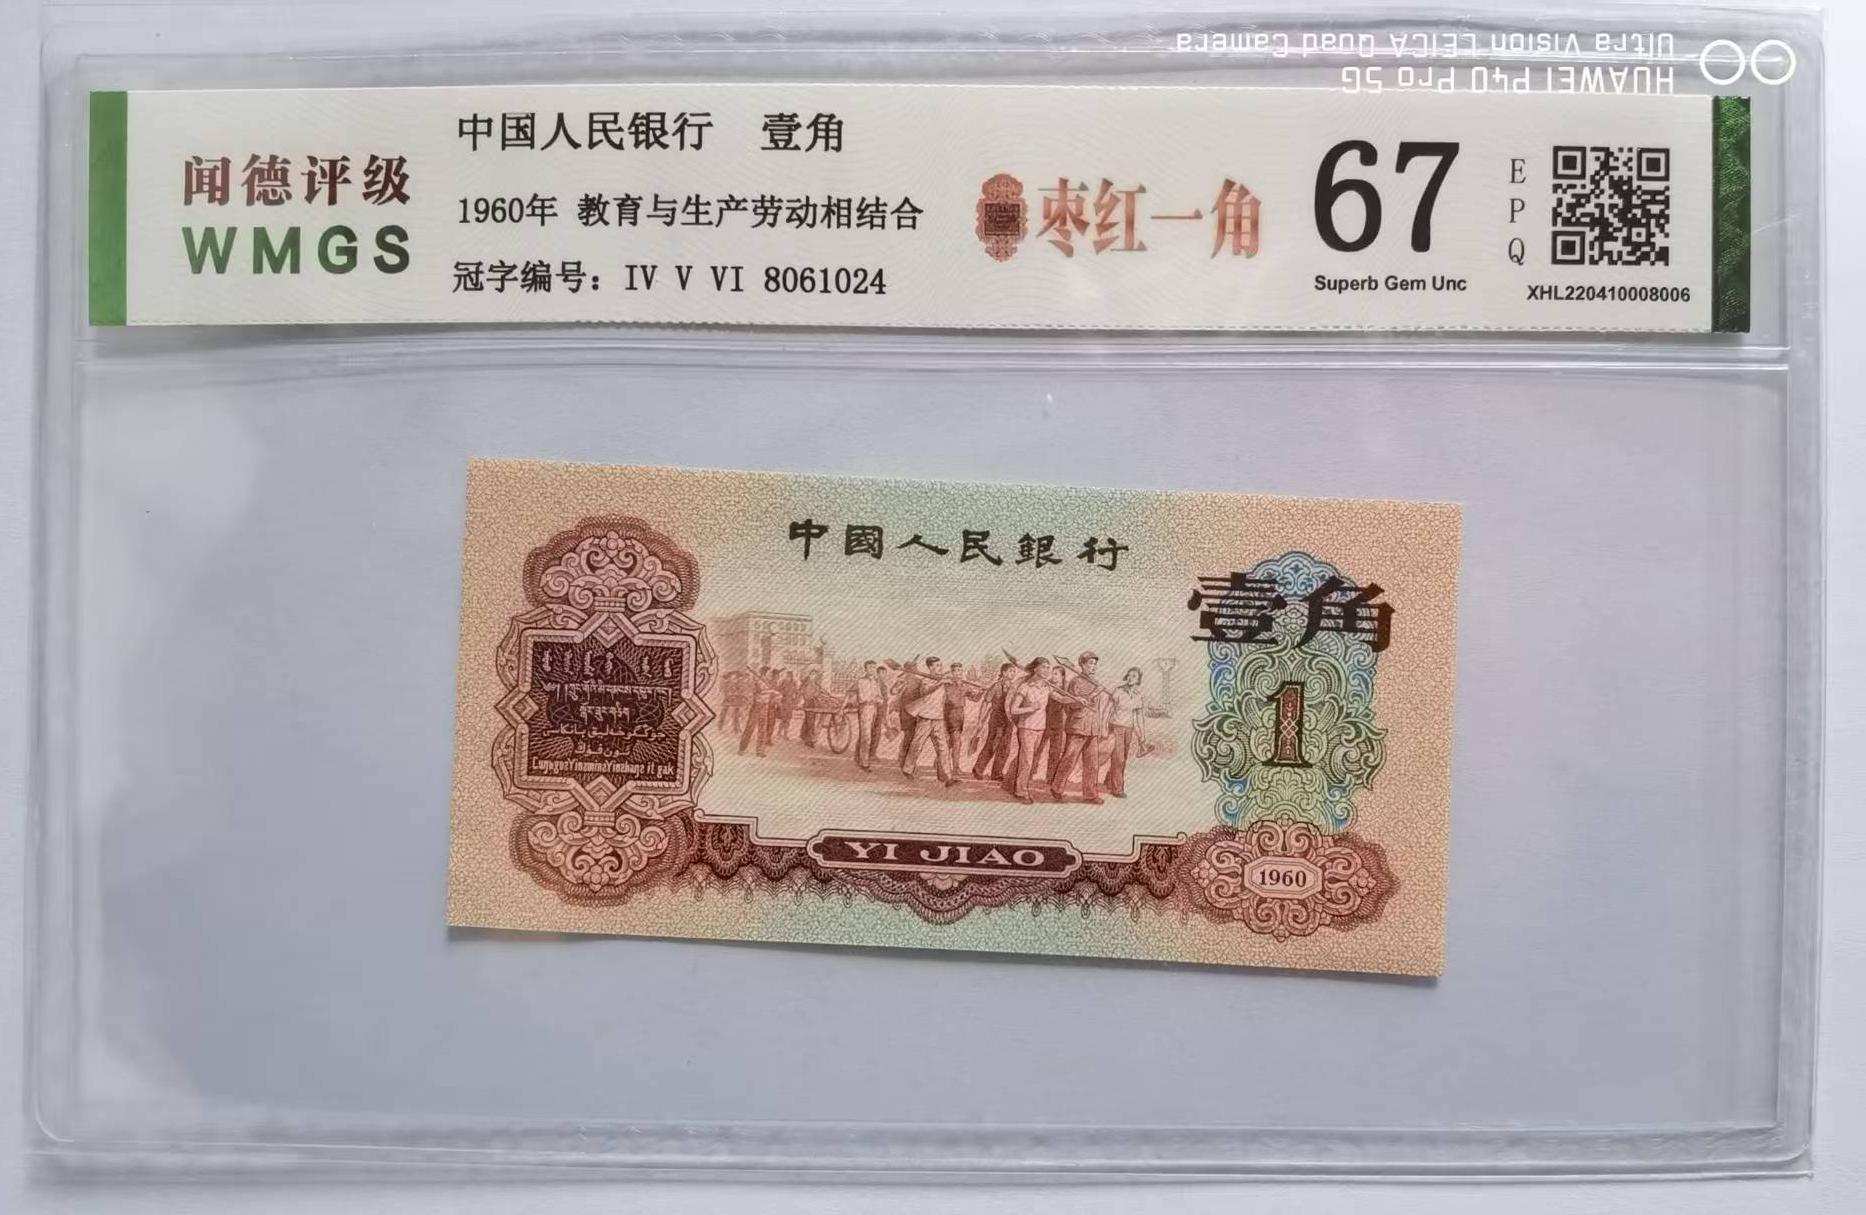 HUAWEI P40 Pro 5G
Ultra Vision LEICA Quad Camera
闻德评级
WMGS
中国人民银行 壹角
1960年 教育与生产劳动相结合
冠字编号：IV V VI 8061024
枣红一角
67
Superb Gem Unc
E
P
Q
XHL220410008006
中國人民銀行
壹角
1
YI JIAO
1960